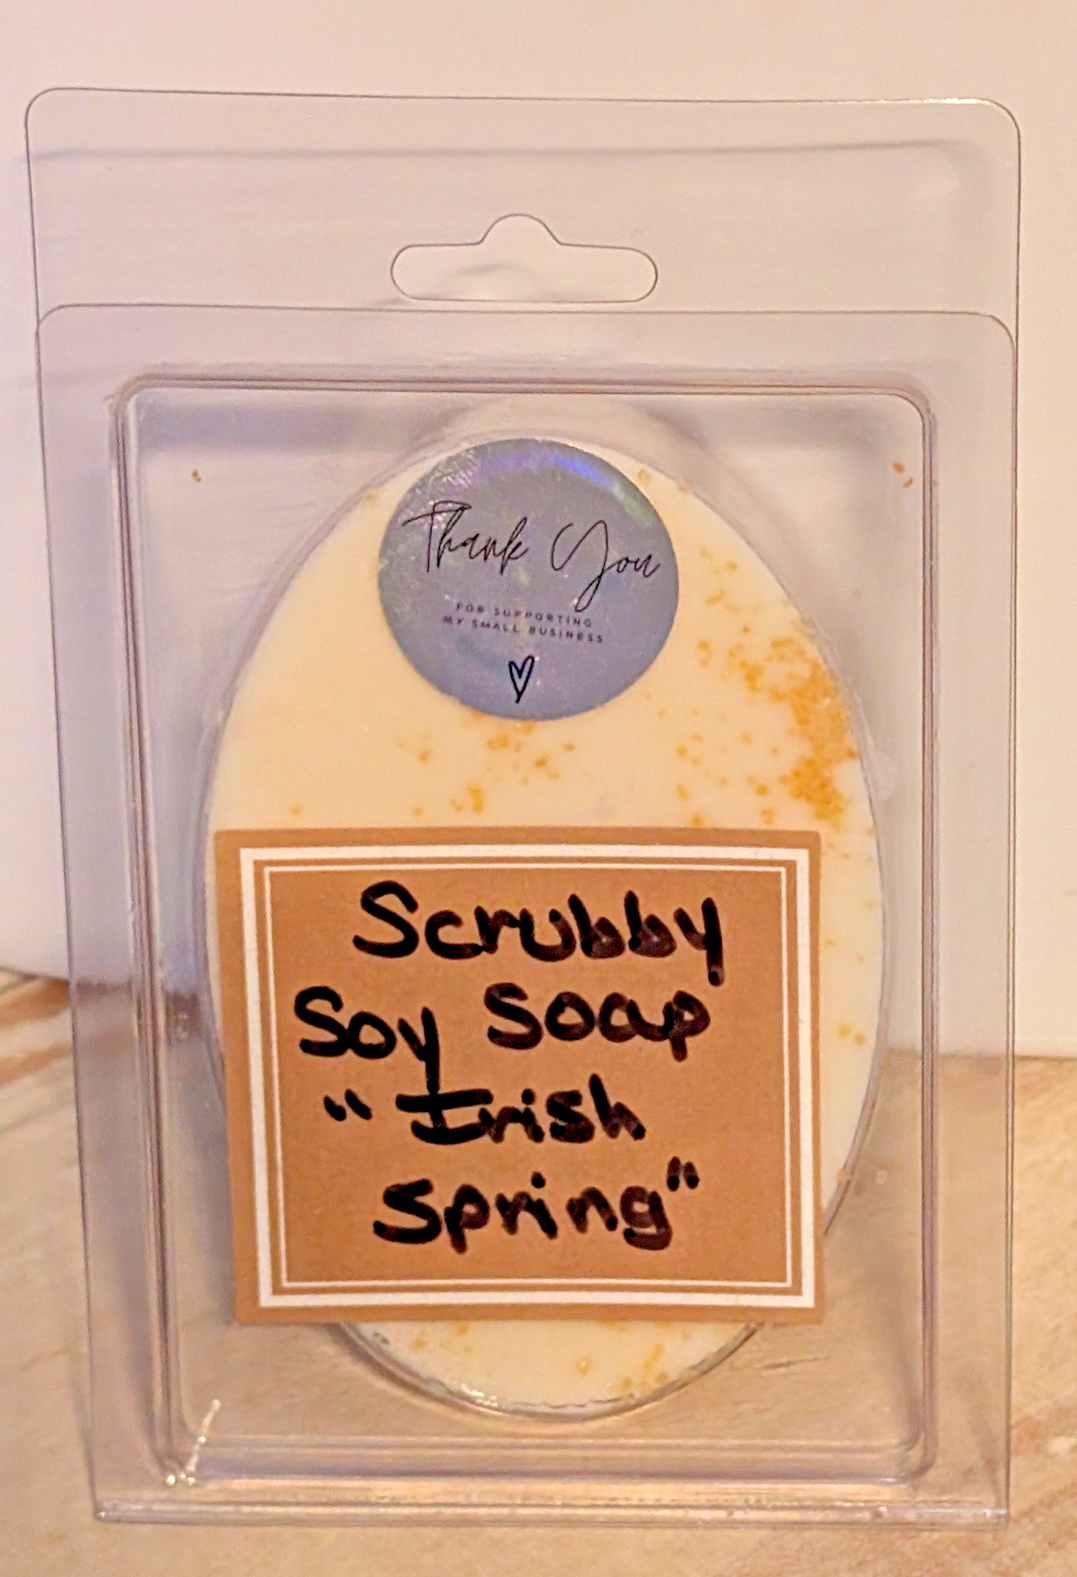 Thank You
FOR SUPPORTING
MY SMALL BUSINESS
Scrubby
Soy Soap
"Irish
Spring"